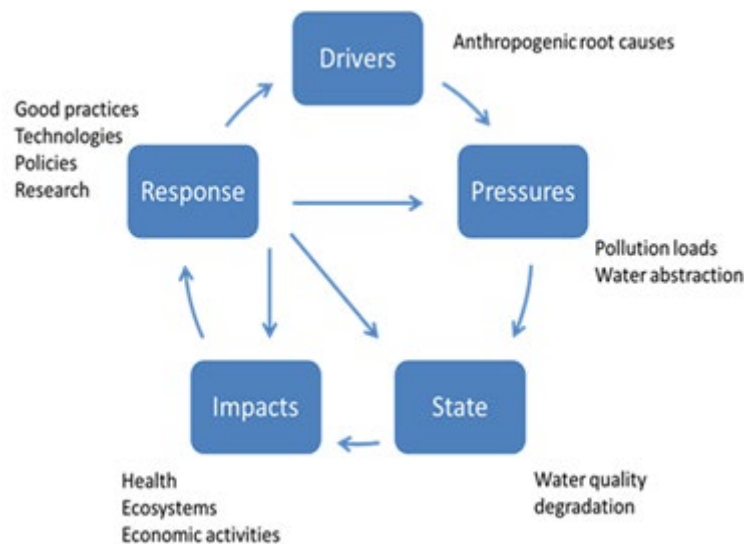 Drivers
Anthropogenic root causes
Good practices
Technologies
Policies
Research
Response
Pressures
Pollution loads
Water abstraction
Impacts
State
Health
Ecosystems
Economic activities
Water quality
degradation